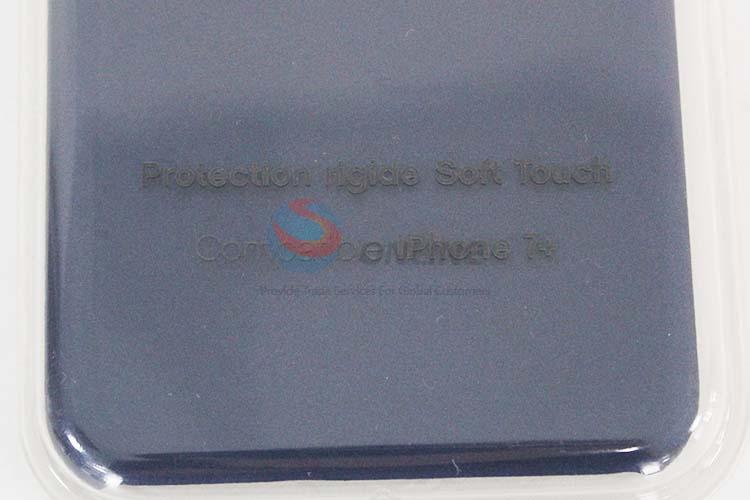 Protection rigide Soft Touch
iPhone 7+
Provide Trade Services For Global Customers